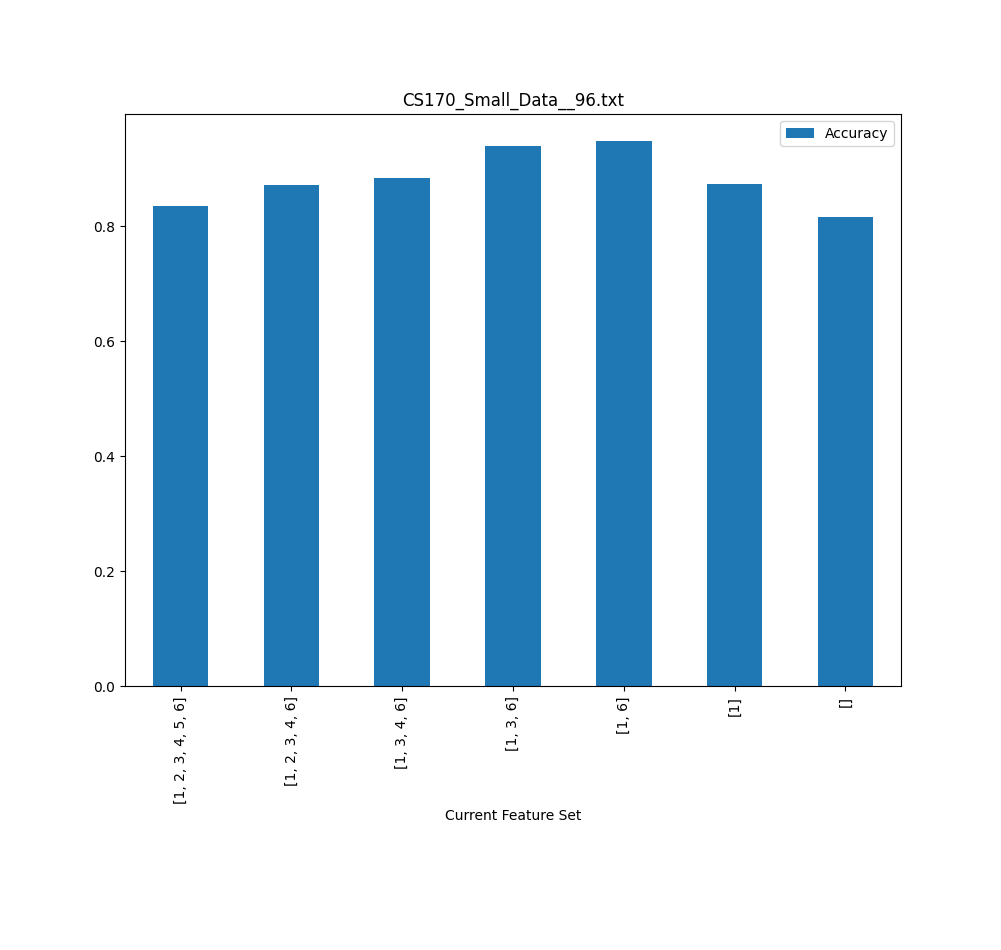 CS170_Small_Data__96.txt
Accuracy
0.8
0.6
0.4
0.2
0.0
[1, 2, 3, 4, 5, 6]
[1, 2, 3, 4, 6]
[1, 3, 4, 6]
[1, 3, 6]
[1, 6]
[1]
[]
Current Feature Set